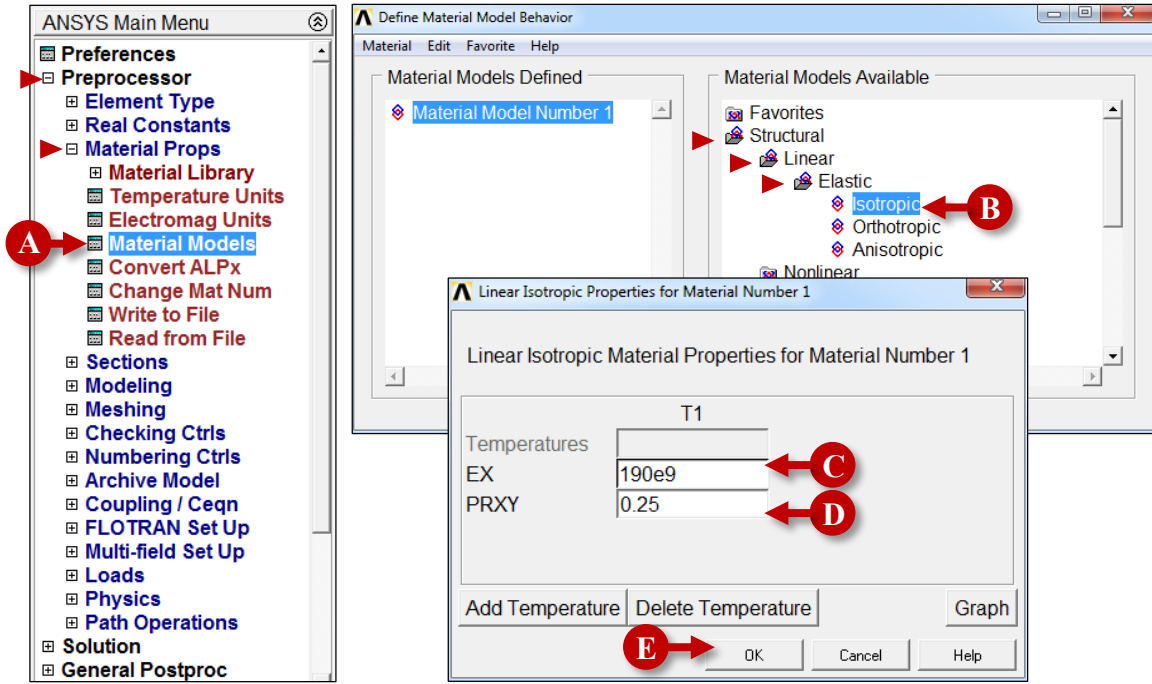 ANSYS Main Menu
Preferences
Preprocessor
Element Type
Real Constants
Material Props
Material Library
Temperature Units
Electromag Units
A
Material Models
Convert ALPx
Change Mat Num
Write to File
Read from File
Sections
Modeling
Meshing
Checking Ctrls
Numbering Ctrls
Archive Model
Coupling / Ceqn
FLOTRAN Set Up
Multi-field Set Up
Loads
Physics
Path Operations
Solution
General Postproc
Define Material Model Behavior
Material Edit Favorite Help
Material Models Defined
Material Model Number 1
Material Models Available
Favorites
Structural
Linear
Elastic
Isotropic
B
Orthotropic
Anisotropic
Nonlinear
Linear Isotropic Properties for Material Number 1
Linear Isotropic Material Properties for Material Number 1
T1
Temperatures
EX 190e9
C
PRXY 0.25
D
Add Temperature Delete Temperature Graph
E
OK Cancel Help